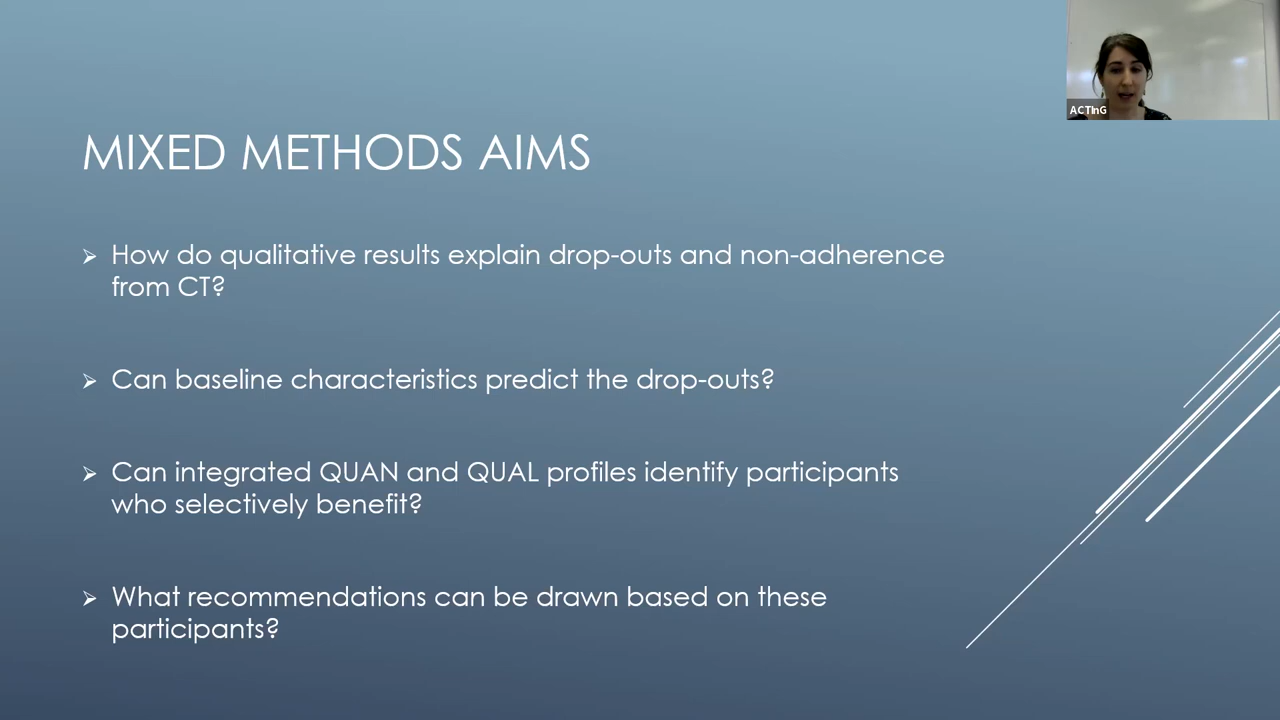 ACTInG
MIXED METHODS AIMS
How do qualitative results explain drop-outs and non-adherence
from CT?
Can baseline characteristics predict the drop-outs?
Can integrated QUAN and QUAL profiles identify participants
who selectively benefit?
What recommendations can be drawn based on these
participants?